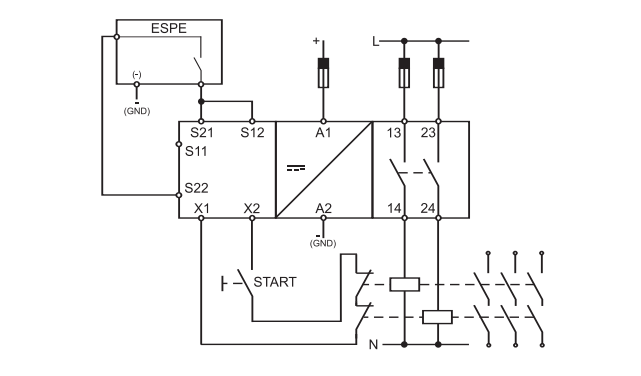 ESPE
+
L
(-)
-
(GND)
S21 S12 A1 13 23
S11
S22
X1 X2 A2 14 24
-
(GND)
START
N